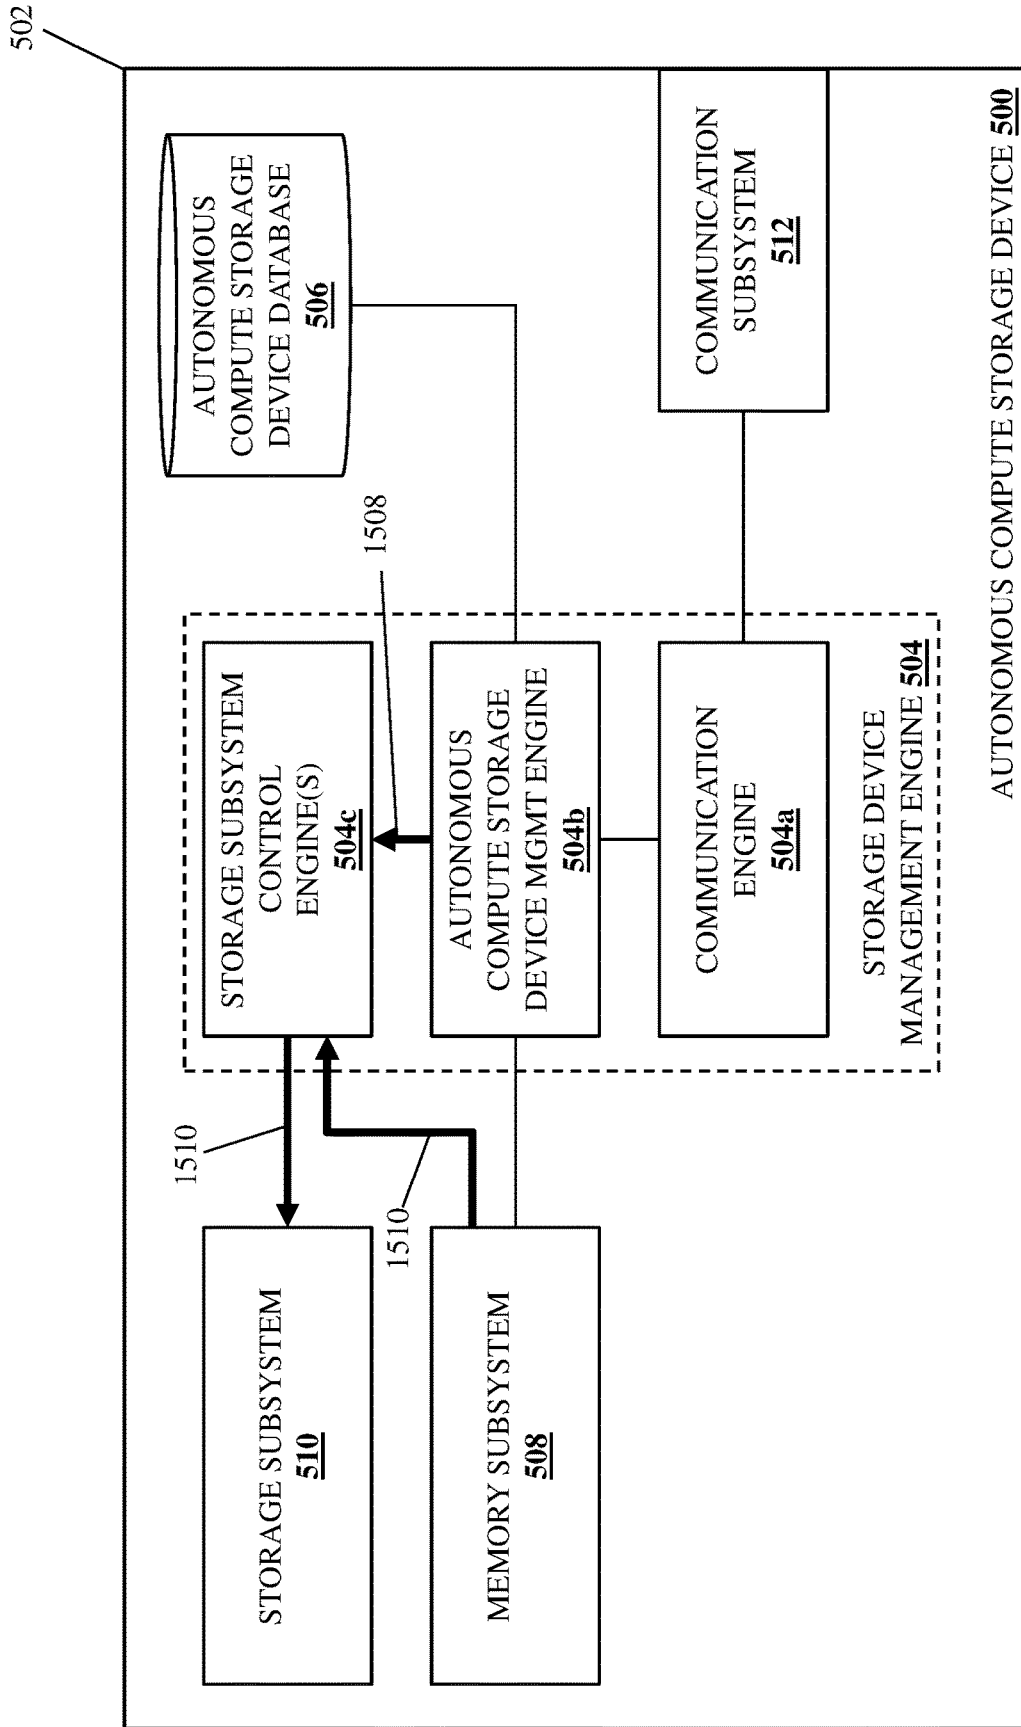 502
STORAGE SUBSYSTEM
510
1510
STORAGE SUBSYSTEM
CONTROL
ENGINE(S)
504c
AUTONOMOUS
COMPUTE STORAGE
DEVICE DATABASE
506
1508
1510
MEMORY SUBSYSTEM
508
AUTONOMOUS
COMPUTE STORAGE
DEVICE MGMT ENGINE
504b
COMMUNICATION
ENGINE
504a
COMMUNICATION
SUBSYSTEM
512
STORAGE DEVICE
MANAGEMENT ENGINE 504
AUTONOMOUS COMPUTE STORAGE DEVICE 500